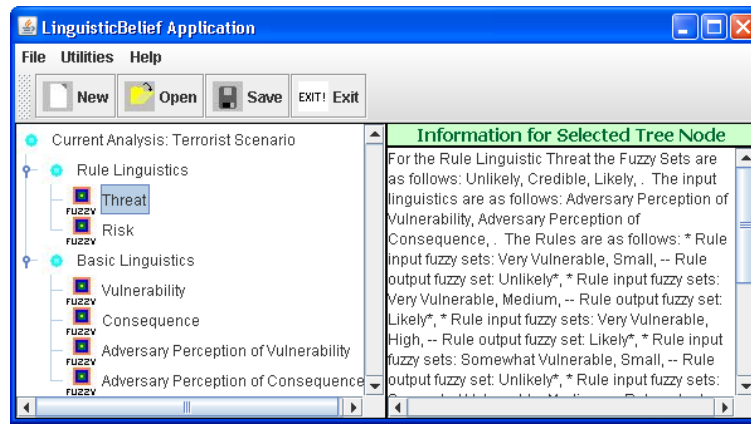 LinguisticBelief Application
File Utilities Help
New Open Save EXIT! Exit
Current Analysis: Terrorist Scenario
Rule Linguistics
FUZZY Threat
FUZZY Risk
Basic Linguistics
FUZZY Vulnerability
FUZZY Consequence
FUZZY Adversary Perception of Vulnerability
FUZZY Adversary Perception of Consequence
Information for Selected Tree Node
For the Rule Linguistic Threat the Fuzzy Sets are
as follows: Unlikely, Credible, Likely, . The input
linguistics are as follows: Adversary Perception of
Vulnerability, Adversary Perception of
Consequence, . The Rules are as follows: * Rule
input fuzzy sets: Very Vulnerable, Small, -- Rule
output fuzzy set: Unlikely*, * Rule input fuzzy sets:
Very Vulnerable, Medium, -- Rule output fuzzy set:
Likely*, * Rule input fuzzy sets: Very Vulnerable,
High, -- Rule output fuzzy set: Likely*, * Rule input
fuzzy sets: Somewhat Vulnerable, Small, -- Rule
output fuzzy set: Unlikely*, * Rule input fuzzy sets: